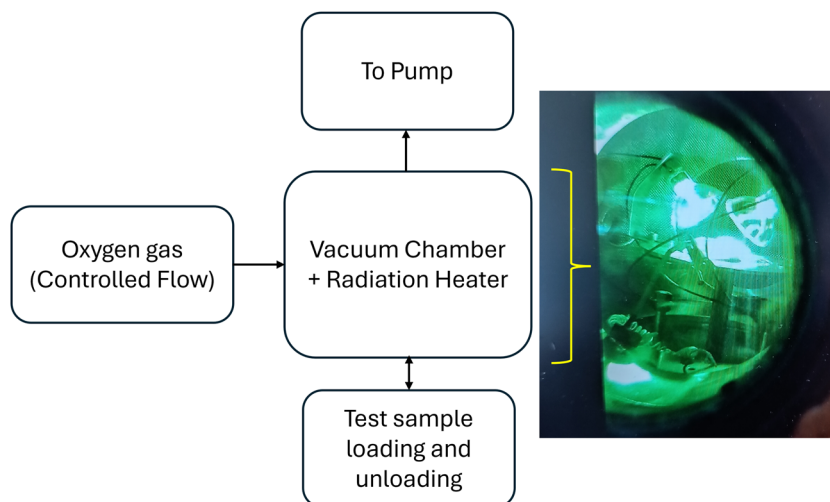 To Pump
Oxygen gas
(Controlled Flow)
Vacuum Chamber
+ Radiation Heater
Test sample
loading and
unloading